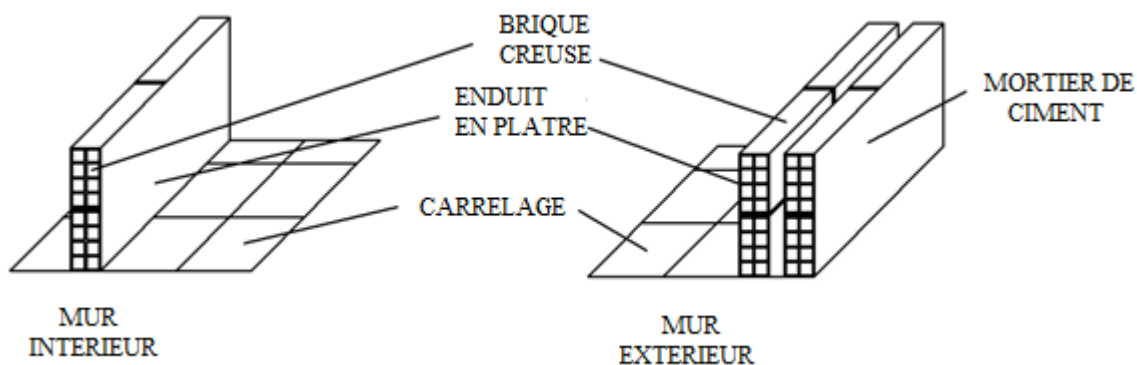 BRIQUE
CREUSE
ENDUIT
EN PLATRE
MORTIER DE
CIMENT
CARRELAGE
MUR
INTERIEUR
MUR
EXTERIEUR